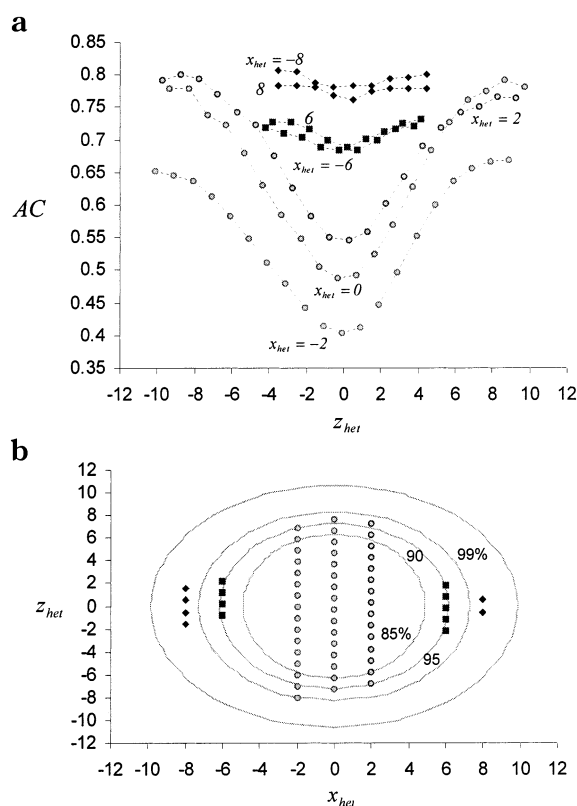 a
0.85
0.8
0.75
0.7
0.65
0.6
0.55
0.5
0.45
0.4
0.35
AC
x_het = −8
8
6
x_het = −6
x_het = 2
x_het = 0
x_het = −2
-12 -10 -8 -6 -4 -2 0 2 4 6 8 10 12
z_het
b
12
10
8
6
4
2
0
-2
-4
-6
-8
-10
-12
z_het
90 99%
85%
95
-12 -10 -8 -6 -4 -2 0 2 4 6 8 10 12
x_het